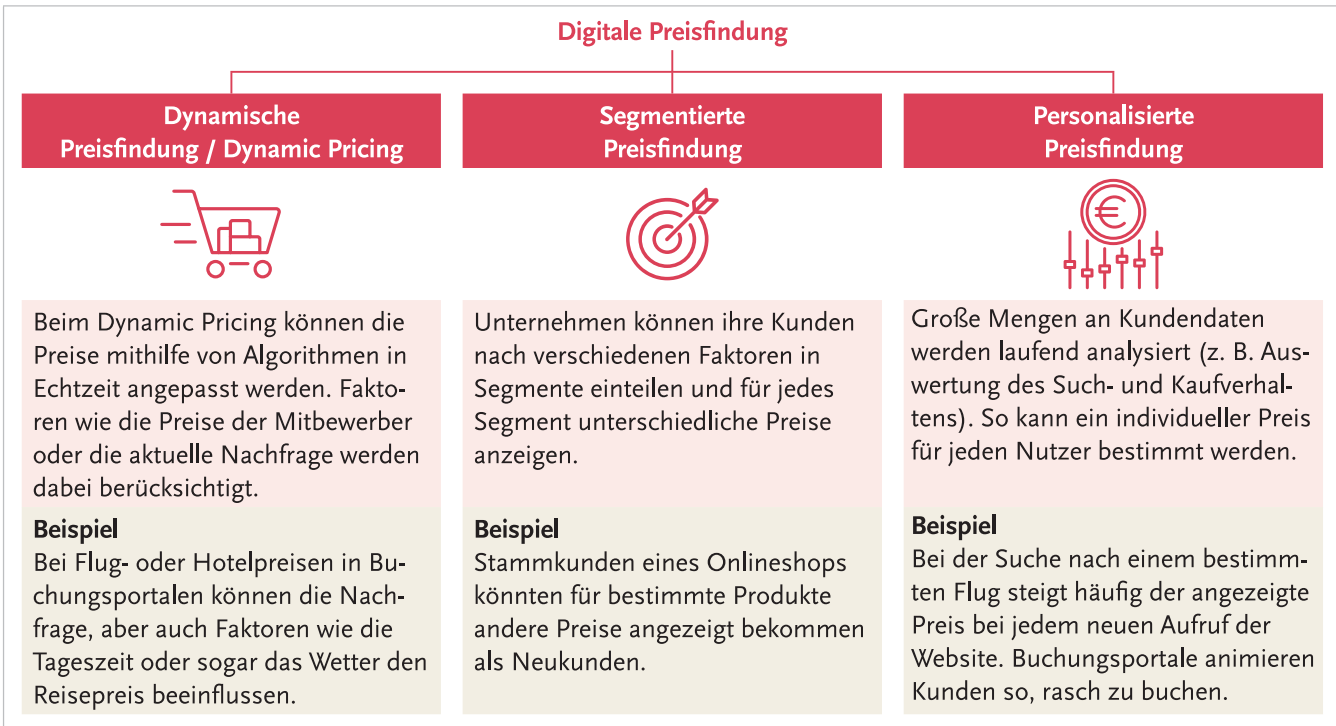 Digitale Preisfindung
Dynamische
Preisfindung / Dynamic Pricing
Beim Dynamic Pricing können die
Preise mithilfe von Algorithmen in
Echtzeit angepasst werden. Fakto-
ren wie die Preise der Mitbewerber
oder die aktuelle Nachfrage werden
dabei berücksichtigt.
Beispiel
Bei Flug- oder Hotelpreisen in Bu-
chungsportalen können die Nach-
frage, aber auch Faktoren wie die
Tageszeit oder sogar das Wetter den
Reisepreis beeinflussen.
Segmentierte
Preisfindung
Unternehmen können ihre Kunden
nach verschiedenen Faktoren in
Segmente einteilen und für jedes
Segment unterschiedliche Preise
anzeigen.
Beispiel
Stammkunden eines Onlineshops
könnten für bestimmte Produkte
andere Preise angezeigt bekommen
als Neukunden.
Personalisierte
Preisfindung
€
Große Mengen an Kundendaten
werden laufend analysiert (z. B. Aus-
wertung des Such- und Kaufverhal-
tens). So kann ein individueller Preis
für jeden Nutzer bestimmt werden.
Beispiel
Bei der Suche nach einem bestimm-
ten Flug steigt häufig der angezeigte
Preis bei jedem neuen Aufruf der
Website. Buchungsportale animieren
Kunden so, rasch zu buchen.